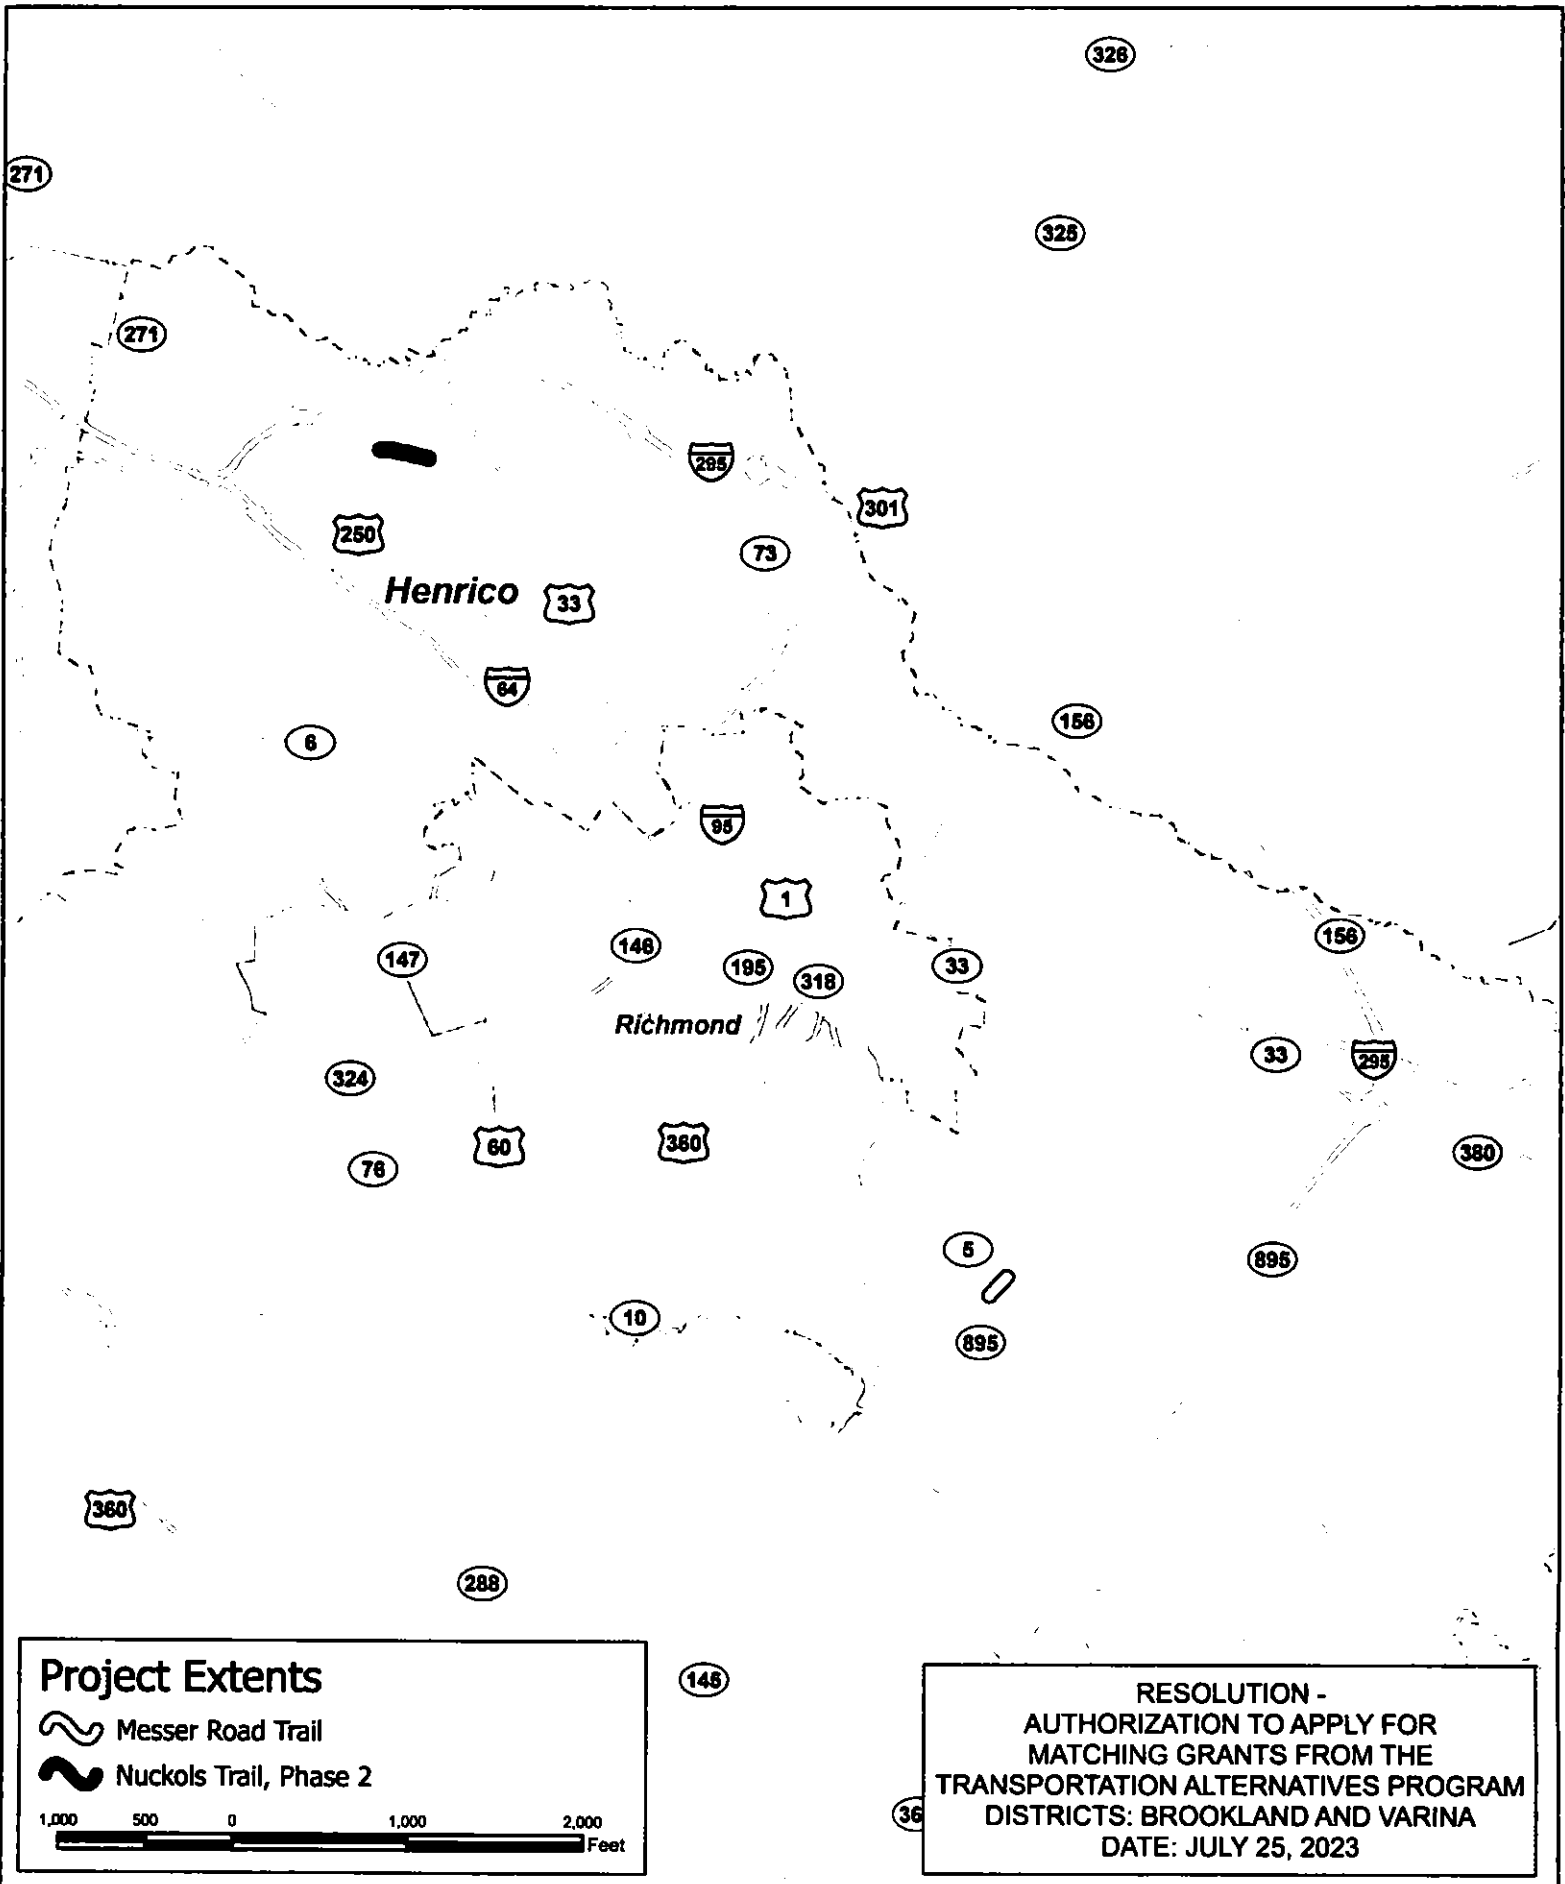 326
271
325
271
295
301
250
73
Henrico
33
64
156
6
95
1
156
146
147
195
33
318
Richmond
33
295
324
60
360
380
76
5
895
10
895
360
288
Project Extents
Messer Road Trail
Nuckols Trail, Phase 2
1,000 500 0 1,000 2,000
Feet
145
36
RESOLUTION -
AUTHORIZATION TO APPLY FOR
MATCHING GRANTS FROM THE
TRANSPORTATION ALTERNATIVES PROGRAM
DISTRICTS: BROOKLAND AND VARINA
DATE: JULY 25, 2023